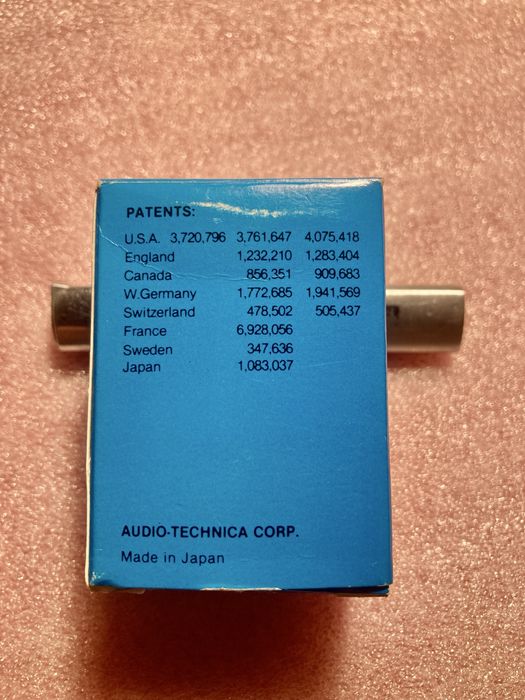 PATENTS:
U.S.A. 3,720,796 3,761,647 4,075,418
England 1,232,210 1,283,404
Canada 856,351 909,683
W.Germany 1,772,685 1,941,569
Switzerland 478,502 505,437
France 6,928,056
Sweden 347,636
Japan 1,083,037
AUDIO-TECHNICA CORP.
Made in Japan